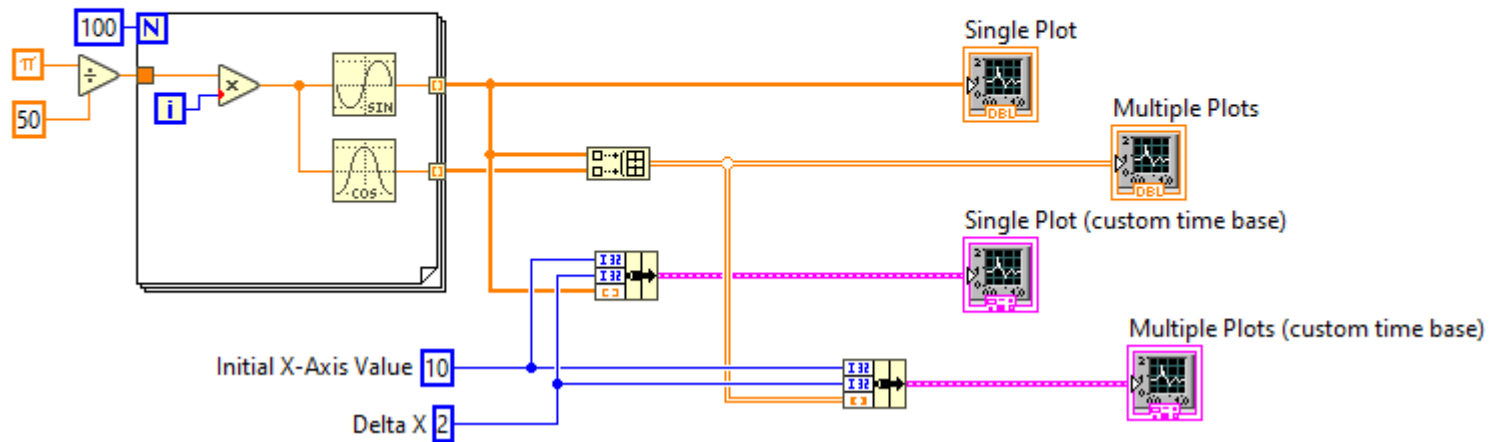 100 N
π
÷
50
×
i
SIN
COS
Single Plot
DBL
Multiple Plots
DBL
Single Plot (custom time base)
I32
I32
Multiple Plots (custom time base)
Initial X-Axis Value 10
I32
I32
Delta X 2